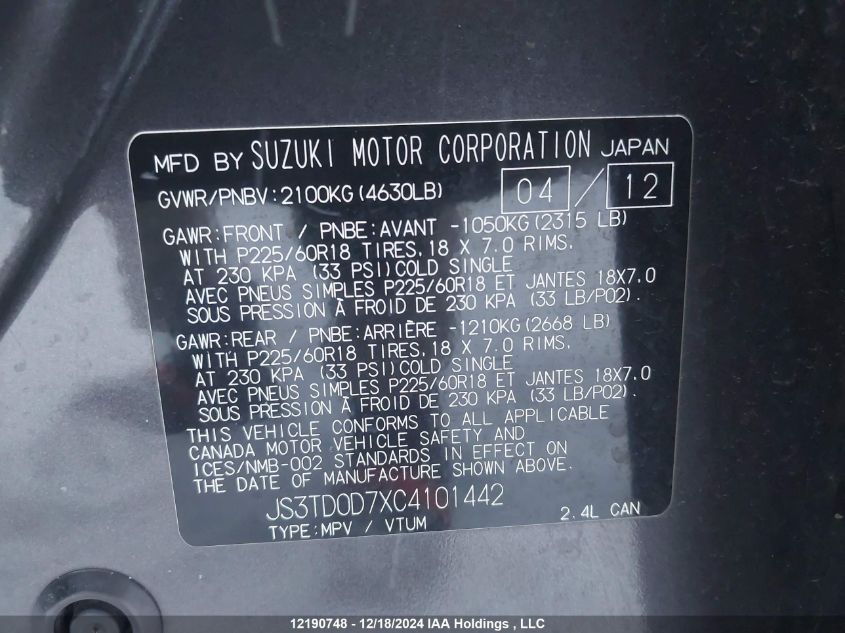 MFD BY SUZUKI MOTOR CORPORATION JAPAN
GVWR/PNBV:2100KG(4630LB) 04 / 12
GAWR:FRONT / PNBE:AVANT -1050KG(2315 LB)
WITH P225/60R18 TIRES,18 X 7.0 RIMS,
AT 230 KPA (33 PSI)COLD SINGLE
AVEC PNEUS SIMPLES P225/60R18 ET JANTES 18X7.0
SOUS PRESSION À FROID DE 230 KPA (33 LB/PO2).
GAWR:REAR / PNBE:ARRIÈRE -1210KG(2668 LB)
WITH P225/60R18 TIRES,18 X 7.0 RIMS,
AT 230 KPA (33 PSI)COLD SINGLE
AVEC PNEUS SIMPLES P225/60R18 ET JANTES 18X7.0
SOUS PRESSION À FROID DE 230 KPA (33 LB/PO2).
THIS VEHICLE CONFORMS TO ALL APPLICABLE
CANADA MOTOR VEHICLE SAFETY AND
ICES/NMB-002 STANDARDS IN EFFECT ON
THE DATE OF MANUFACTURE SHOWN ABOVE.
JS3TD0D7XC4101442
TYPE:MPV / VTUM 2.4L CAN
12190748 - 12/18/2024 IAA Holdings , LLC